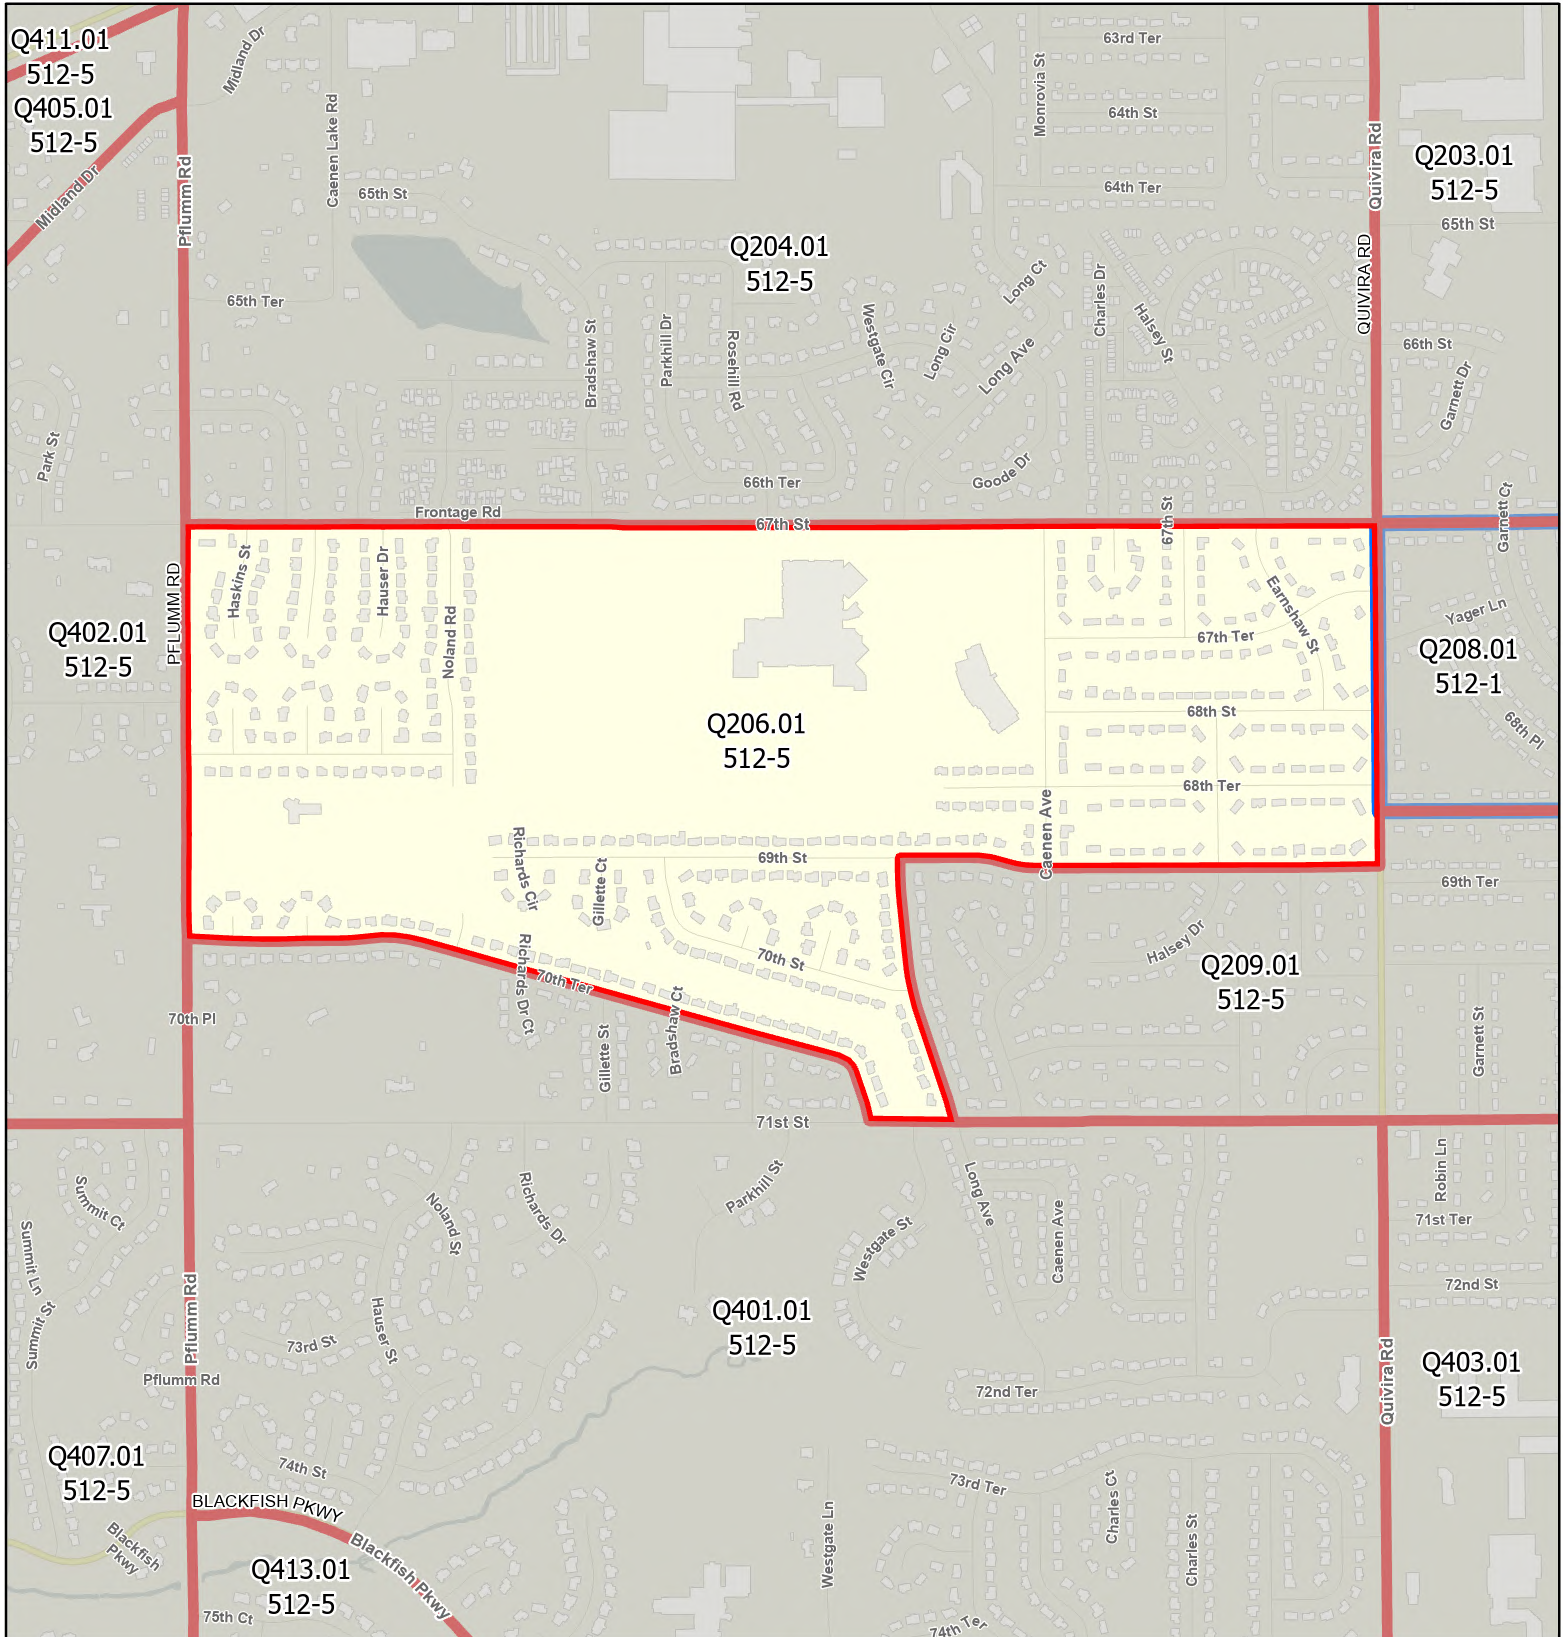 Q411.01
512-5
Q405.01
512-5
Midland Dr
Midland Dr
Pflumm Rd
Caenen Lake Rd
65th St
65th Ter
63rd Ter
Monrovia St
64th St
64th Ter
Quivira Rd
QUIVIRA RD
Q203.01
512-5
65th St
Q204.01
512-5
Long Ct
Charles Dr
Halsey St
Westgate Cir
Long Cir
Long Ave
Bradshaw St
Parkhill Dr
Rosehill Rd
66th St
Garnett Dr
Park St
66th Ter
Goode Dr
Frontage Rd
67th St
67th St
Garnett Ct
PFLUMM RD
Haskins St
Hauser Dr
Noland Rd
Earnshaw St
67th Ter
Yager Ln
Q402.01
512-5
Q208.01
512-1
68th St
68th Pl
Q206.01
512-5
68th Ter
Caenen Ave
Richards Cir
Gillette Ct
69th St
69th Ter
Halsey Dr
70th St
Q209.01
512-5
Richards Dr Ct
70th Ter
Bradshaw Ct
Gillette St
70th Pl
Garnett St
71st St
Robin Ln
Summit Ct
Noland St
Richards Dr
Parkhill St
Long Ave
Caenen Ave
Westgate St
71st Ter
Summit Ln
72nd St
Pflumm Rd
Q401.01
512-5
Summit St
Hauser St
73rd St
Pflumm Rd
72nd Ter
Quivira Rd
Q403.01
512-5
Q407.01
512-5
74th St
73rd Ter
Charles Ct
BLACKFISH PKWY
Blackfish Pkwy
Blackfish
Pkwy
Westgate Ln
Charles St
Q413.01
512-5
75th Ct
74th Ter